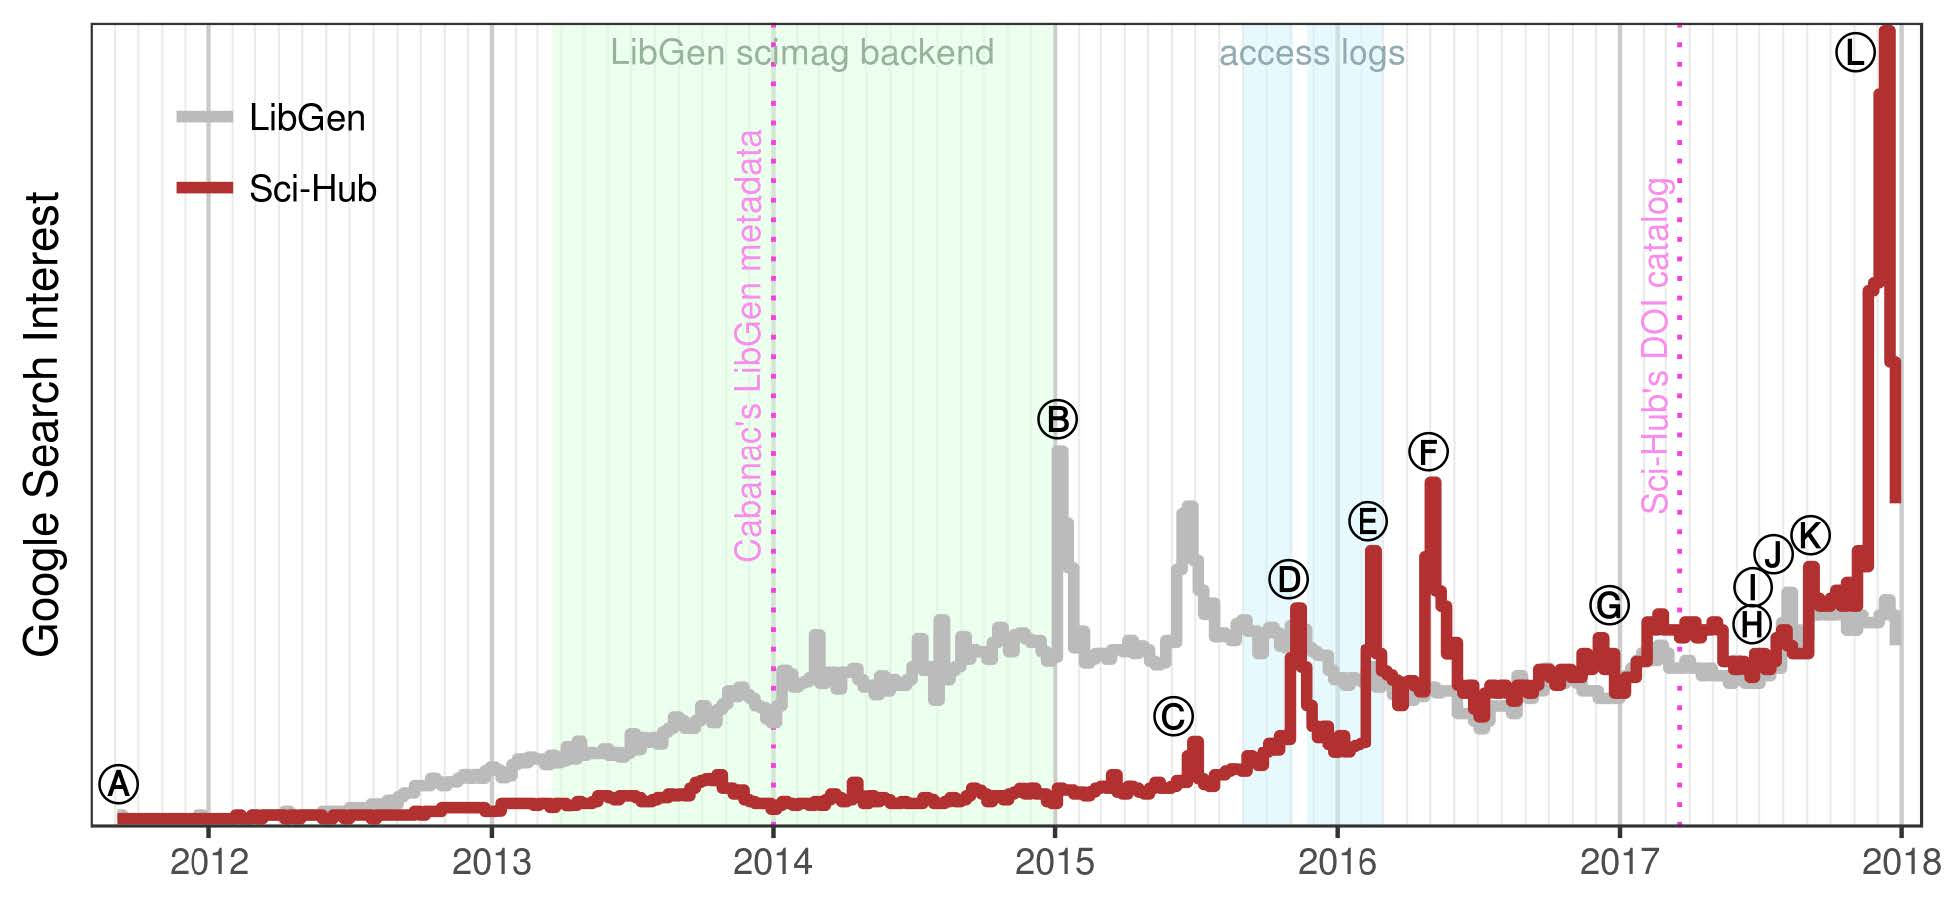 LibGen scimag backend
access logs
LibGen
Sci-Hub
Google Search Interest
Cabanac's LibGen metadata
Sci-Hub's DOI catalog
A
B
C
D
E
F
G
H
I
J
K
L
2012
2013
2014
2015
2016
2017
2018